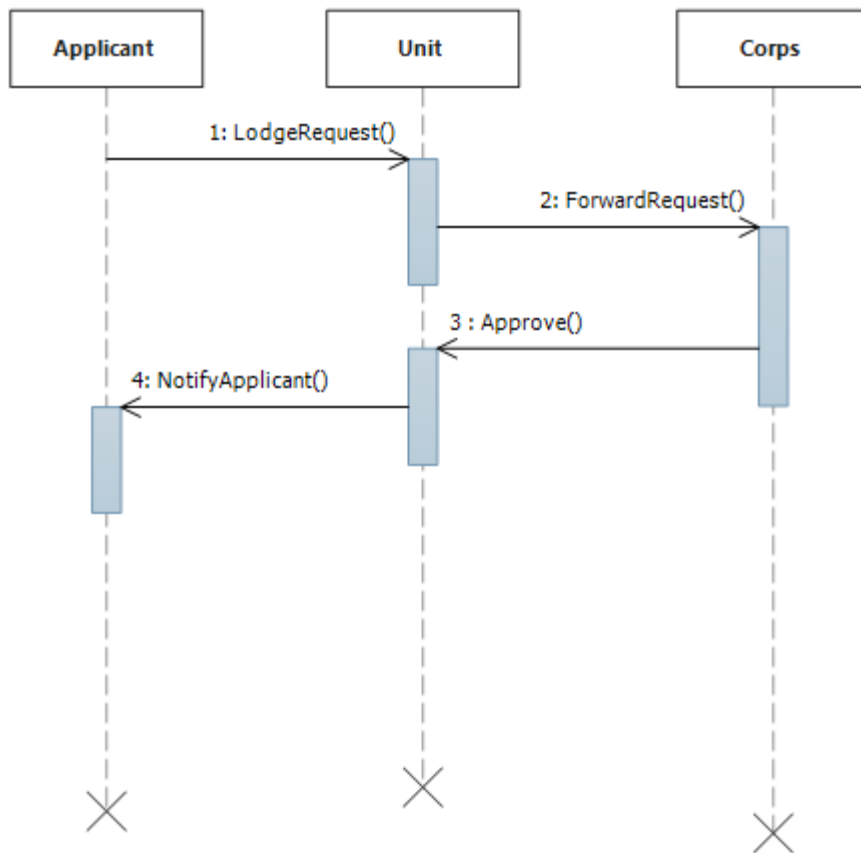 Applicant
Unit
Corps
1: LodgeRequest()
2: ForwardRequest()
3 : Approve()
4: NotifyApplicant()